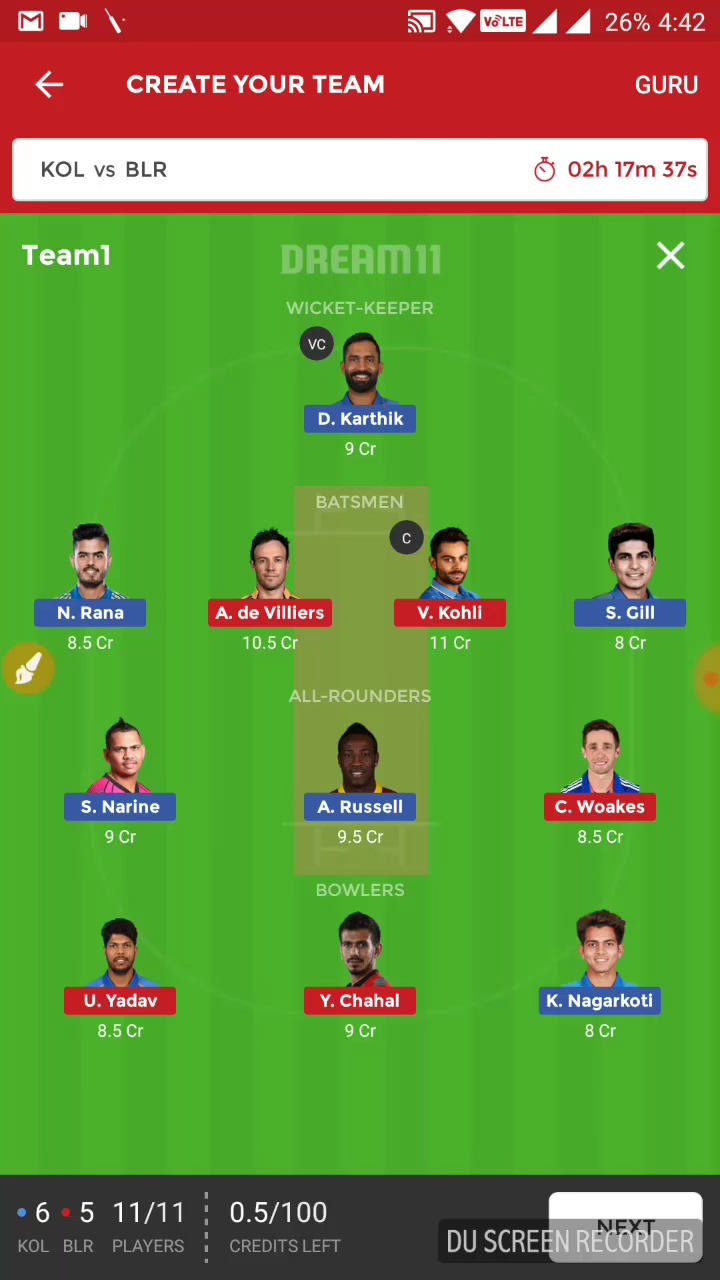 VoLTE 26% 4:42
CREATE YOUR TEAM GURU
KOL vs BLR 02h 17m 37s
Team1 DREAM11
WICKET-KEEPER
VC
D. Karthik
9 Cr
BATSMEN
C
N. Rana A. de Villiers V. Kohli S. Gill
8.5 Cr 10.5 Cr 11 Cr 8 Cr
ALL-ROUNDERS
S. Narine A. Russell C. Woakes
9 Cr 9.5 Cr 8.5 Cr
BOWLERS
U. Yadav Y. Chahal K. Nagarkoti
8.5 Cr 9 Cr 8 Cr
6 5 11/11 0.5/100 NEXT
KOL BLR PLAYERS CREDITS LEFT DU SCREEN RECORDER